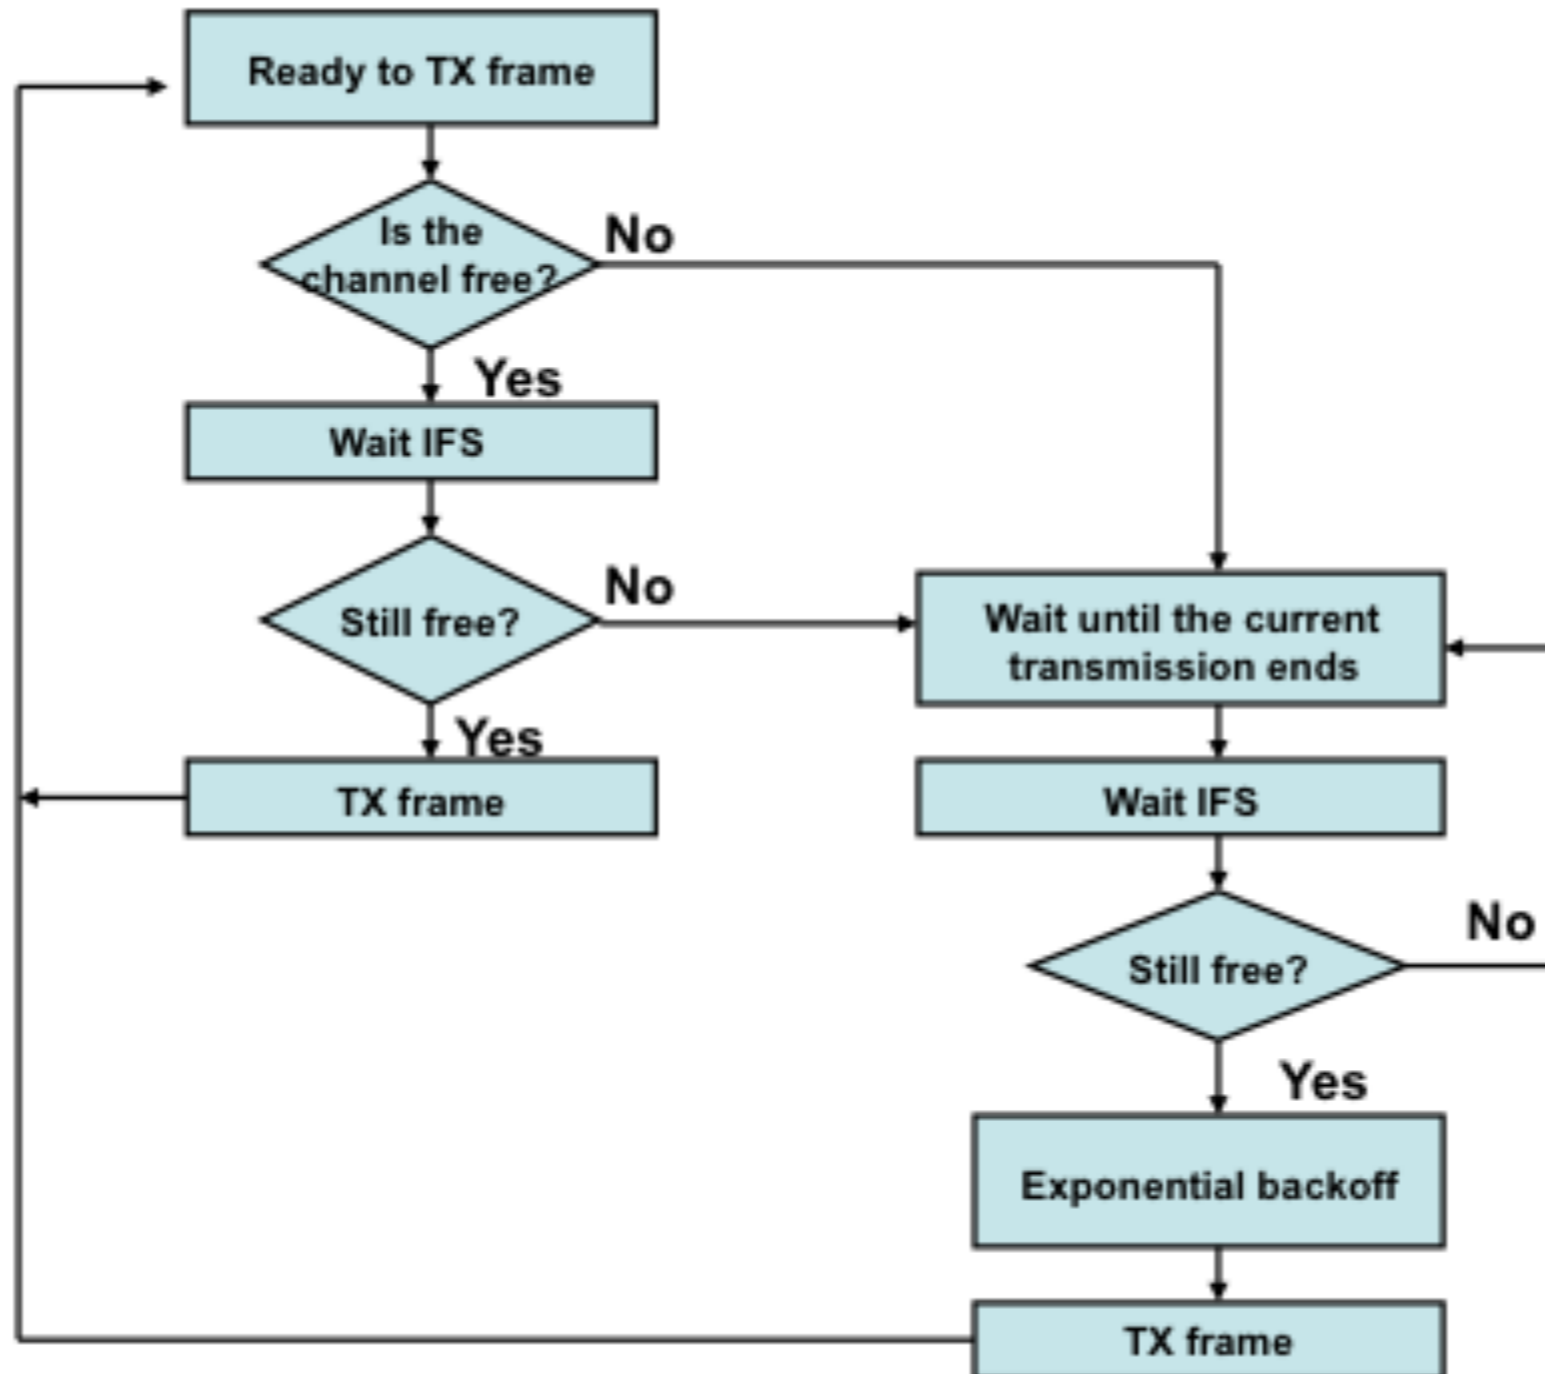 Ready to TX frame
Is the
channel free?
No
Yes
Wait IFS
Still free?
No
Yes
TX frame
Wait until the current
transmission ends
Wait IFS
Still free?
No
Yes
Exponential backoff
TX frame